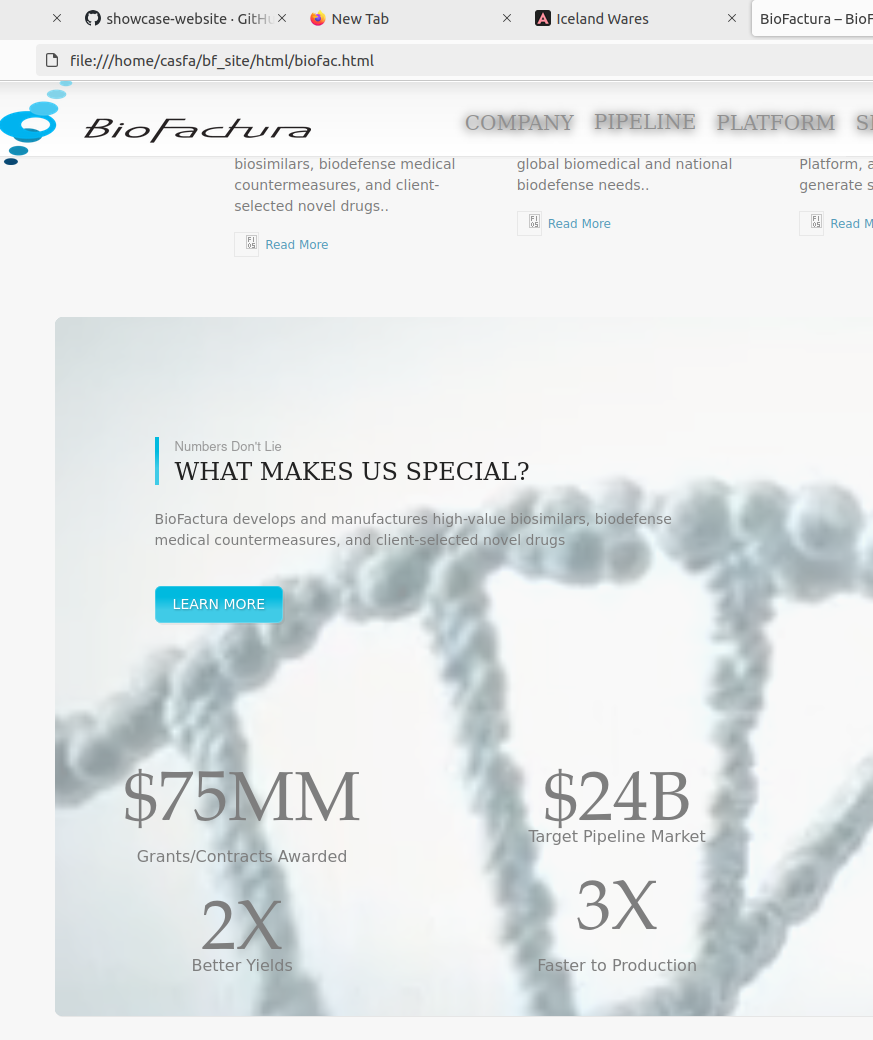 showcase-website · GitHu
New Tab
Iceland Wares
BioFactura – BioF
file:///home/casfa/bf_site/html/biofac.html
BioFactura
COMPANY PIPELINE PLATFORM
biosimilars, biodefense medical
countermeasures, and client-
selected novel drugs..
Read More
global biomedical and national
biodefense needs..
Read More
Platform, a
generate s
Read M
Numbers Don't Lie
WHAT MAKES US SPECIAL?
BioFactura develops and manufactures high-value biosimilars, biodefense
medical countermeasures, and client-selected novel drugs
LEARN MORE
$75MM
Grants/Contracts Awarded
$24B
Target Pipeline Market
2X
Better Yields
3X
Faster to Production